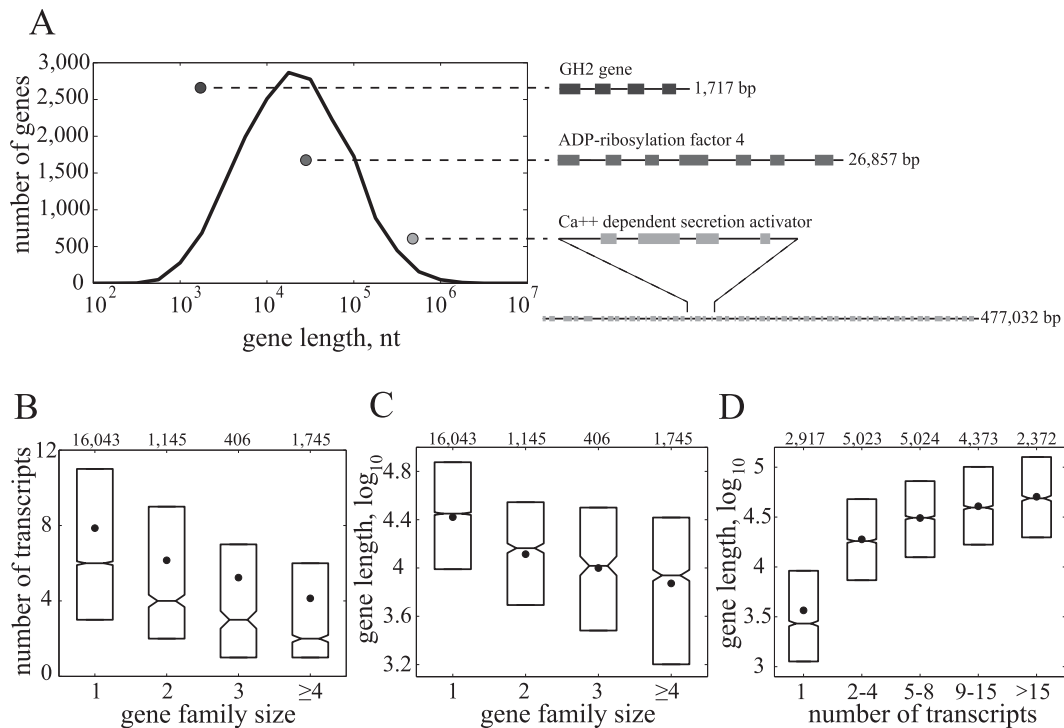 A
3,000
2,500
2,000
1,500
1,000
500
0
number of genes
10^2 10^3 10^4 10^5 10^6 10^7
gene length, nt
GH2 gene
1,717 bp
ADP-ribosylation factor 4
26,857 bp
Ca++ dependent secretion activator
477,032 bp
B
16,043 1,145 406 1,745
12
8
4
0
number of transcripts
1 2 3 ≥4
gene family size
C
16,043 1,145 406 1,745
4.8
4.4
4
3.6
3.2
gene length, log_10
1 2 3 ≥4
gene family size
D
2,917 5,023 5,024 4,373 2,372
5
4.5
4
3.5
3
gene length, log_10
1 2-4 5-8 9-15 >15
number of transcripts